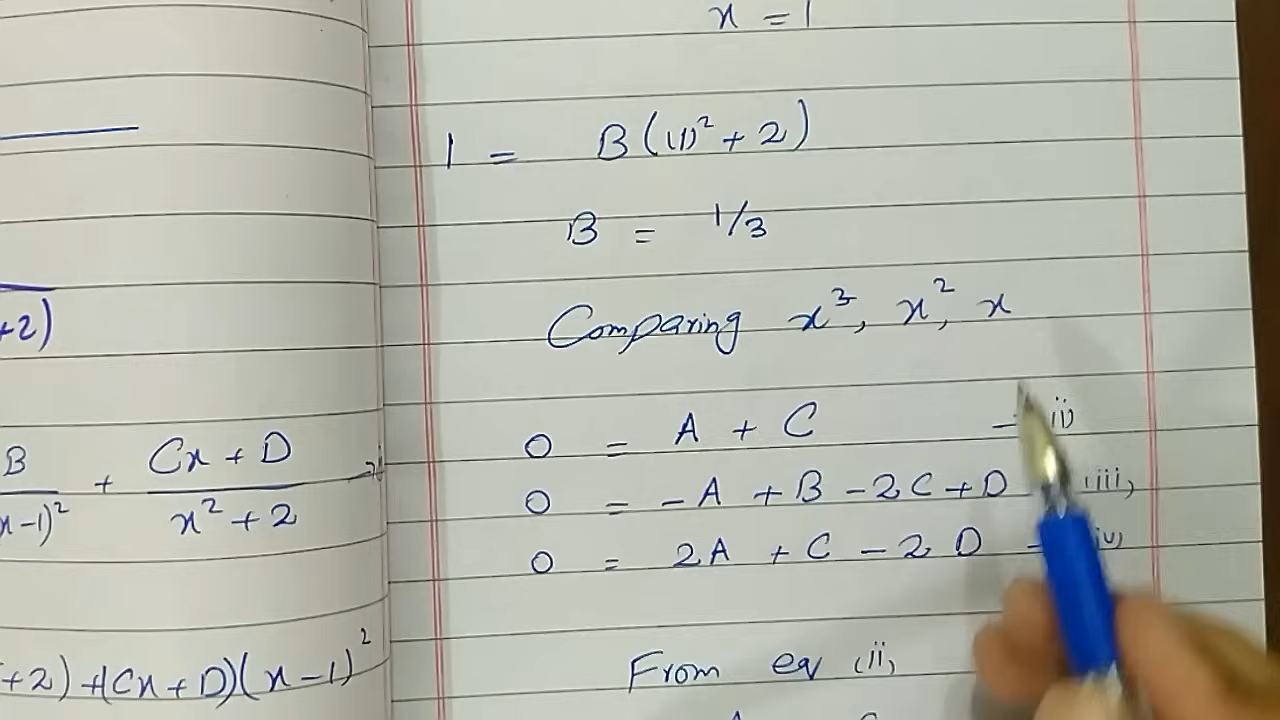 +2)
B/(x-1)² + (Cx + D)/(x² + 2)
+2) +(Cx+D)(x-1)²
x = 1
1 = B((1)² + 2)
B = 1/3
Comparing x³, x², x
0 = A + C - ii)
0 = -A + B - 2C + D iii)
0 = 2A + C - 2D - iv)
From eq (ii)